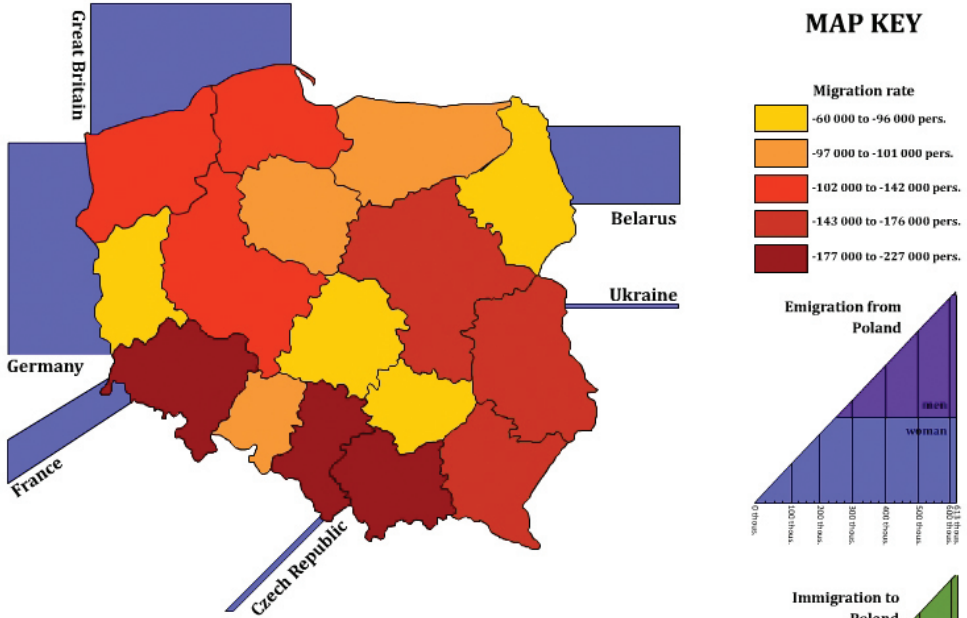 Great Britain
MAP KEY
Migration rate
-60 000 to -96 000 pers.
-97 000 to -101 000 pers.
-102 000 to -142 000 pers.
-143 000 to -176 000 pers.
-177 000 to -227 000 pers.
Belarus
Ukraine
Germany
France
Czech Republic
Emigration from
Poland
men
woman
0 thous.
100 thous.
200 thous.
300 thous.
400 thous.
500 thous.
600 thous.
613 thous.
Immigration to
Poland